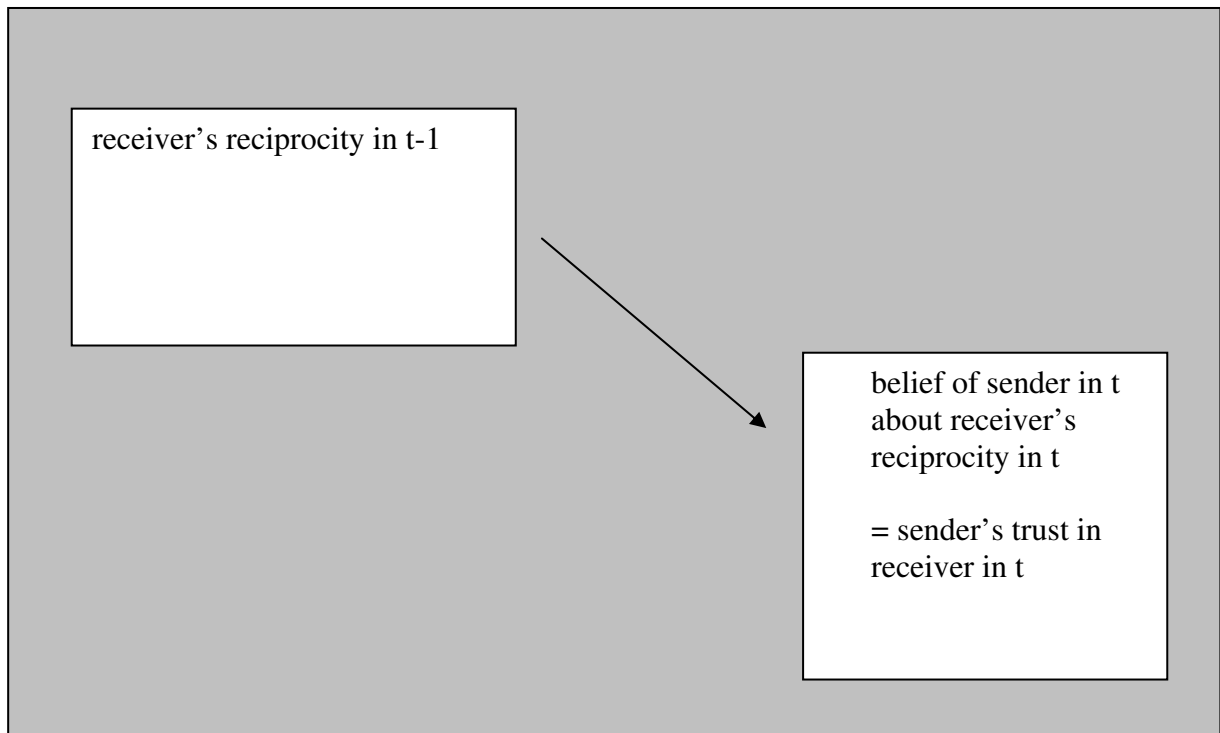 receiver’s reciprocity in t-1
belief of sender in t
about receiver’s
reciprocity in t
= sender’s trust in
receiver in t